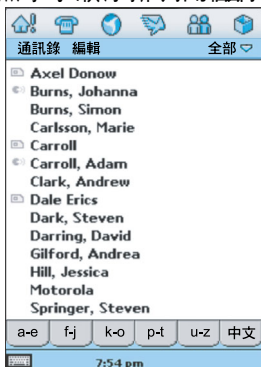 通訊錄 編輯 全部
Axel Donow
Burns, Johanna
Burns, Simon
Carlsson, Marie
Carroll
Carroll, Adam
Clark, Andrew
Dale Erics
Dark, Steven
Darring, David
Gilford, Andrea
Hill, Jessica
Motorola
Springer, Steven
a-e f-j k-o p-t u-z 中文
7:54 pm